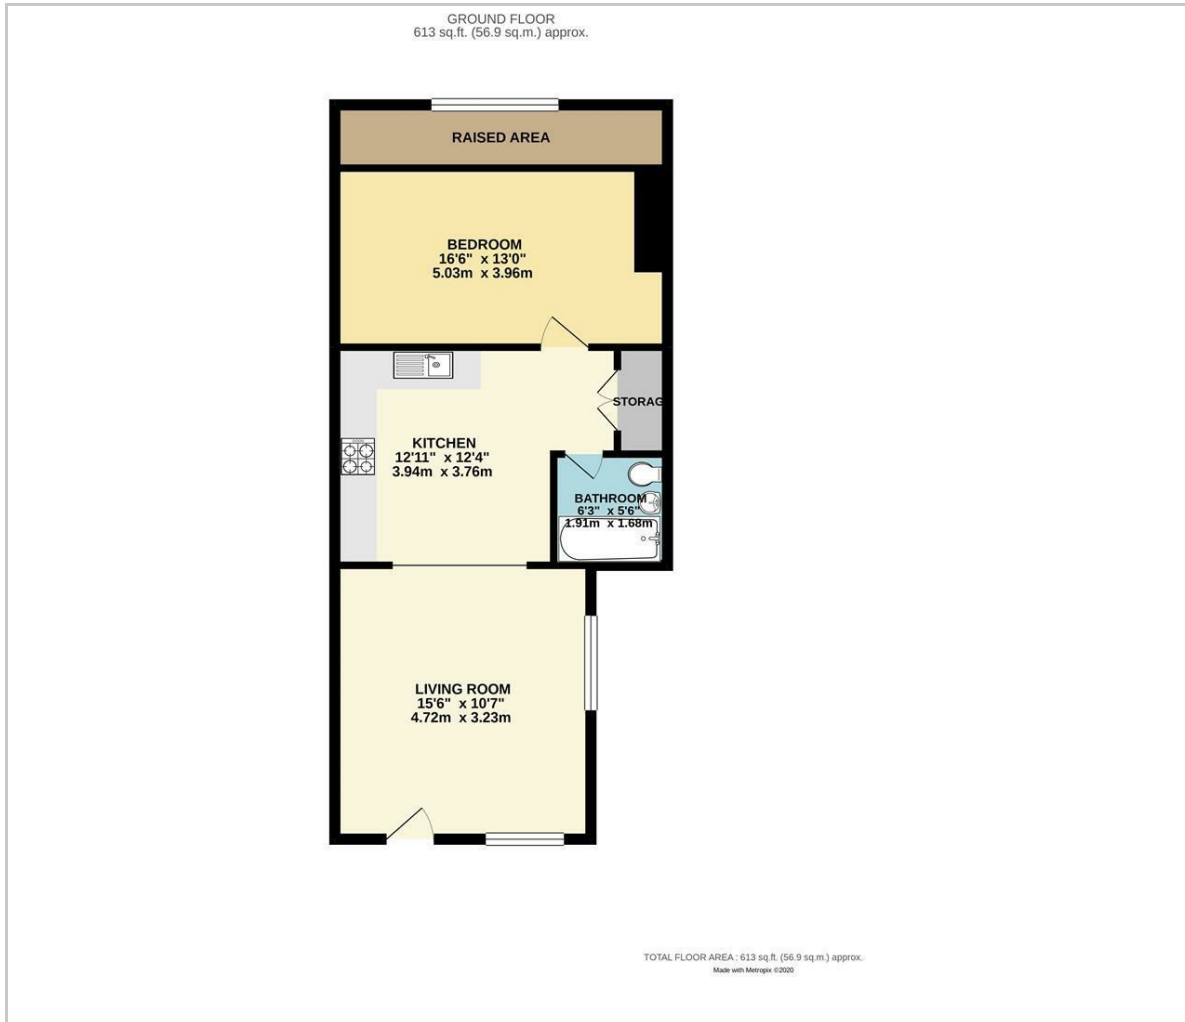 GROUND FLOOR
613 sq.ft. (56.9 sq.m.) approx.
RAISED AREA
BEDROOM
16'6" x 13'0"
5.03m x 3.96m
STORAG
KITCHEN
12'11" x 12'4"
3.94m x 3.76m
BATHROOM
6'3" x 5'6"
1.91m x 1.68m
LIVING ROOM
15'6" x 10'7"
4.72m x 3.23m
TOTAL FLOOR AREA : 613 sq.ft. (56.9 sq.m.) approx.
Made with Metropix ©2020